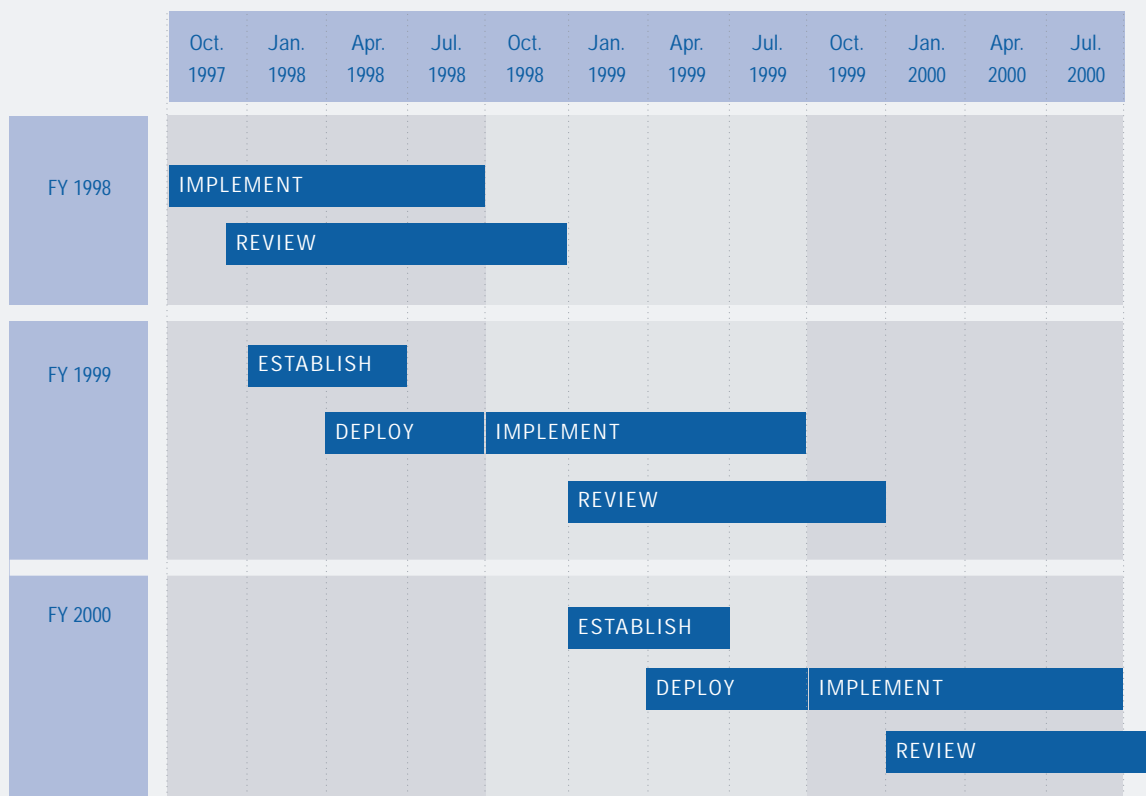 Oct. Jan. Apr. Jul. Oct. Jan. Apr. Jul. Oct. Jan. Apr. Jul.
1997 1998 1998 1998 1998 1999 1999 1999 1999 2000 2000 2000
FY 1998
IMPLEMENT
REVIEW
FY 1999
ESTABLISH
DEPLOY IMPLEMENT
REVIEW
FY 2000
ESTABLISH
DEPLOY IMPLEMENT
REVIEW